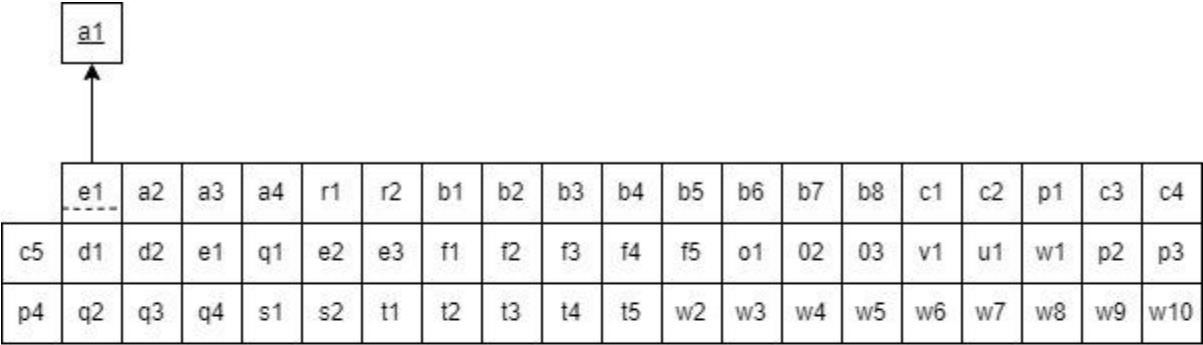 a1
e1 a2 a3 a4 r1 r2 b1 b2 b3 b4 b5 b6 b7 b8 c1 c2 p1 c3 c4
c5 d1 d2 e1 q1 e2 e3 f1 f2 f3 f4 f5 o1 02 03 v1 u1 w1 p2 p3
p4 q2 q3 q4 s1 s2 t1 t2 t3 t4 t5 w2 w3 w4 w5 w6 w7 w8 w9 w10